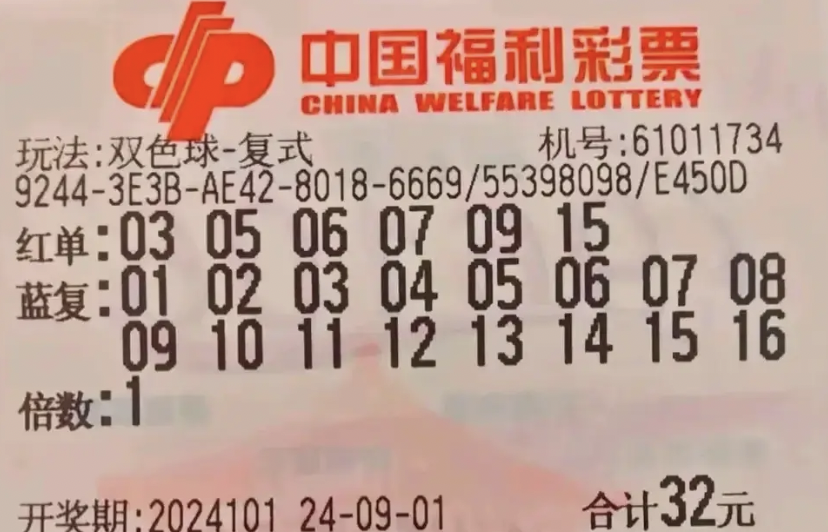 中国福利彩票
CHINA WELFARE LOTTERY
玩法:双色球-复式 机号:61011734
9244-3E3B-AE42-8018-6669/55398098/E450D
红单:03 05 06 07 09 15
蓝复:01 02 03 04 05 06 07 08
09 10 11 12 13 14 15 16
倍数:1
开奖期:2024101 24-09-01 合计32元